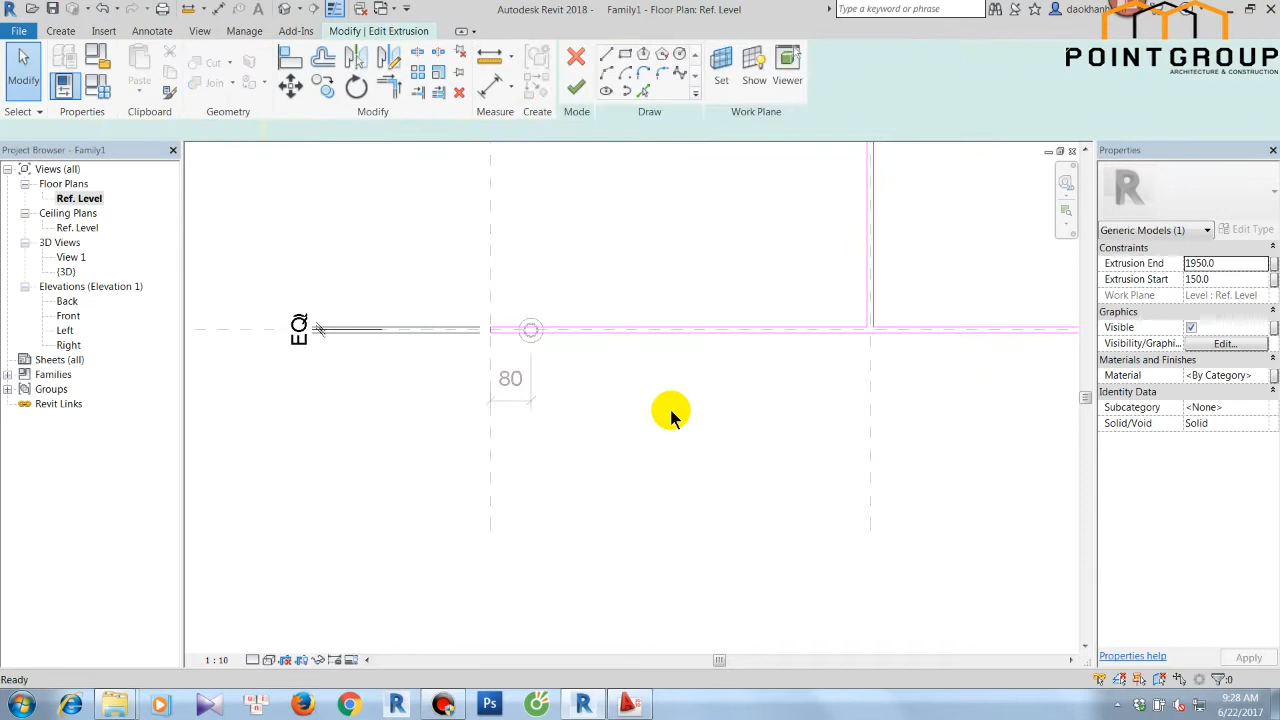 Autodesk Revit 2018 - Family1 - Floor Plan: Ref. Level
Type a keyword or phrase
daokhanh
POINTGROUP
ARCHITECTURE & CONSTRUCTION
File
Create
Insert
Annotate
View
Manage
Add-Ins
Modify | Edit Extrusion
Modify
Paste
Cut
Join
Set
Show
Viewer
Select
Properties
Clipboard
Geometry
Modify
Measure
Create
Mode
Draw
Work Plane
Project Browser - Family1
Views (all)
Floor Plans
Ref. Level
Ceiling Plans
Ref. Level
3D Views
View 1
{3D}
Elevations (Elevation 1)
Back
Front
Left
Right
Sheets (all)
Families
Groups
Revit Links
EQ
80
Properties
Generic Models (1)
Edit Type
Constraints
Extrusion End
1950.0
Extrusion Start
150.0
Work Plane
Level : Ref. Level
Graphics
Visible
Visibility/Graphi...
Edit...
Materials and Finishes
Material
<By Category>
Identity Data
Subcategory
<None>
Solid/Void
Solid
Properties help
Apply
1 : 10
Ready
:0
9:28 AM
6/22/2017